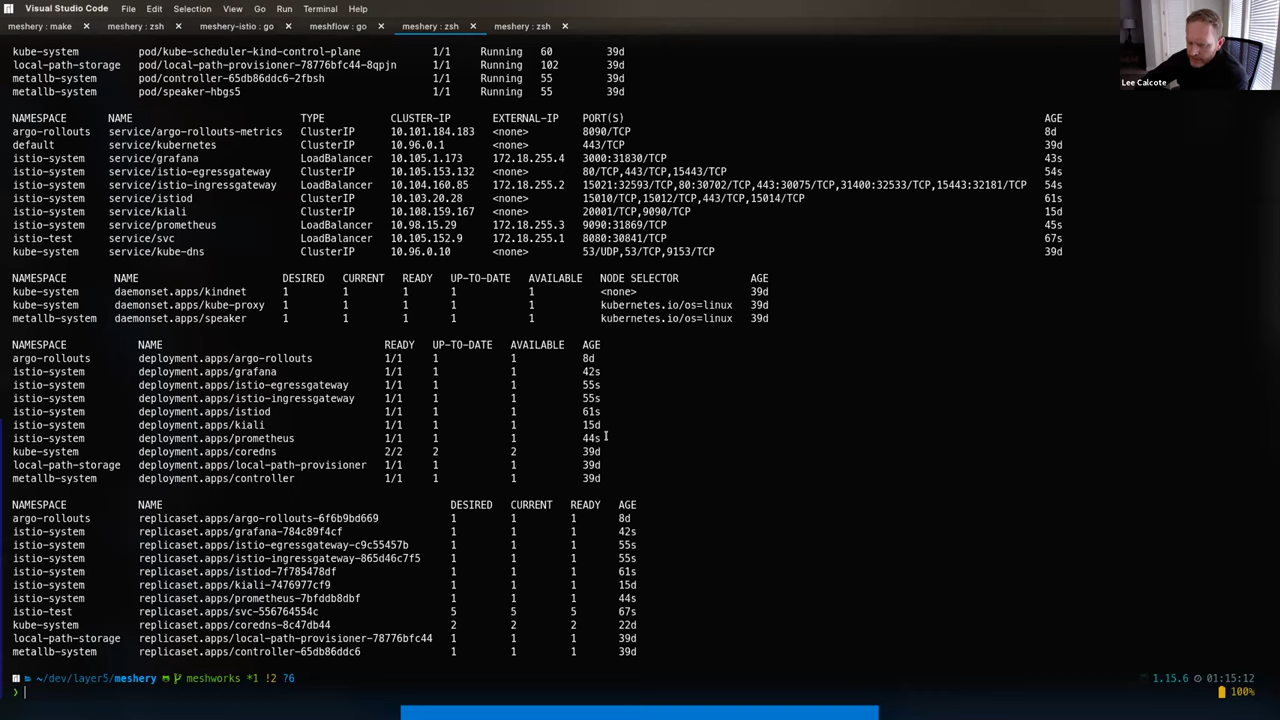 Visual Studio Code File Edit Selection View Go Run Terminal Help
meshery : make × meshery : zsh × meshery-istio : go × meshflow : go × meshery : zsh × meshery : zsh ×
kube-system pod/kube-scheduler-kind-control-plane 1/1 Running 60 39d
local-path-storage pod/local-path-provisioner-78776bfc44-8qpjn 1/1 Running 102 39d
metallb-system pod/controller-65db86ddc6-2fbsh 1/1 Running 55 39d
Lee Calcote
metallb-system pod/speaker-hbgs5 1/1 Running 55 39d
NAMESPACE NAME TYPE CLUSTER-IP EXTERNAL-IP PORT(S) AGE
argo-rollouts service/argo-rollouts-metrics ClusterIP 10.101.184.183 <none> 8090/TCP 8d
default service/kubernetes ClusterIP 10.96.0.1 <none> 443/TCP 39d
istio-system service/grafana LoadBalancer 10.105.1.173 172.18.255.4 3000:31830/TCP 43s
istio-system service/istio-egressgateway ClusterIP 10.105.153.132 <none> 80/TCP,443/TCP,15443/TCP 54s
istio-system service/istio-ingressgateway LoadBalancer 10.104.160.85 172.18.255.2 15021:32593/TCP,80:30702/TCP,443:30075/TCP,31400:32533/TCP,15443:32181/TCP 54s
istio-system service/istiod ClusterIP 10.103.20.28 <none> 15010/TCP,15012/TCP,443/TCP,15014/TCP 61s
istio-system service/kiali ClusterIP 10.108.159.167 <none> 20001/TCP,9090/TCP 15d
istio-system service/prometheus LoadBalancer 10.98.15.29 172.18.255.3 9090:31869/TCP 45s
istio-test service/svc LoadBalancer 10.105.152.9 172.18.255.1 8080:30841/TCP 67s
kube-system service/kube-dns ClusterIP 10.96.0.10 <none> 53/UDP,53/TCP,9153/TCP 39d
NAMESPACE NAME DESIRED CURRENT READY UP-TO-DATE AVAILABLE NODE SELECTOR AGE
kube-system daemonset.apps/kindnet 1 1 1 1 1 <none> 39d
kube-system daemonset.apps/kube-proxy 1 1 1 1 1 kubernetes.io/os=linux 39d
metallb-system daemonset.apps/speaker 1 1 1 1 1 kubernetes.io/os=linux 39d
NAMESPACE NAME READY UP-TO-DATE AVAILABLE AGE
argo-rollouts deployment.apps/argo-rollouts 1/1 1 1 8d
istio-system deployment.apps/grafana 1/1 1 1 42s
istio-system deployment.apps/istio-egressgateway 1/1 1 1 55s
istio-system deployment.apps/istio-ingressgateway 1/1 1 1 55s
istio-system deployment.apps/istiod 1/1 1 1 61s
istio-system deployment.apps/kiali 1/1 1 1 15d
istio-system deployment.apps/prometheus 1/1 1 1 44s
kube-system deployment.apps/coredns 2/2 2 2 39d
local-path-storage deployment.apps/local-path-provisioner 1/1 1 1 39d
metallb-system deployment.apps/controller 1/1 1 1 39d
NAMESPACE NAME DESIRED CURRENT READY AGE
argo-rollouts replicaset.apps/argo-rollouts-6f6b9bd669 1 1 1 8d
istio-system replicaset.apps/grafana-784c89f4cf 1 1 1 42s
istio-system replicaset.apps/istio-egressgateway-c9c55457b 1 1 1 55s
istio-system replicaset.apps/istio-ingressgateway-865d46c7f5 1 1 1 55s
istio-system replicaset.apps/istiod-7f785478df 1 1 1 61s
istio-system replicaset.apps/kiali-7476977cf9 1 1 1 15d
istio-system replicaset.apps/prometheus-7bfddb8dbf 1 1 1 44s
istio-test replicaset.apps/svc-556764554c 5 5 5 67s
kube-system replicaset.apps/coredns-8c47db44 2 2 2 22d
local-path-storage replicaset.apps/local-path-provisioner-78776bfc44 1 1 1 39d
metallb-system replicaset.apps/controller-65db86ddc6 1 1 1 39d
~/dev/layer5/meshery meshworks *1 !2 ?6 1.15.6 01:15:12
❯ 100%